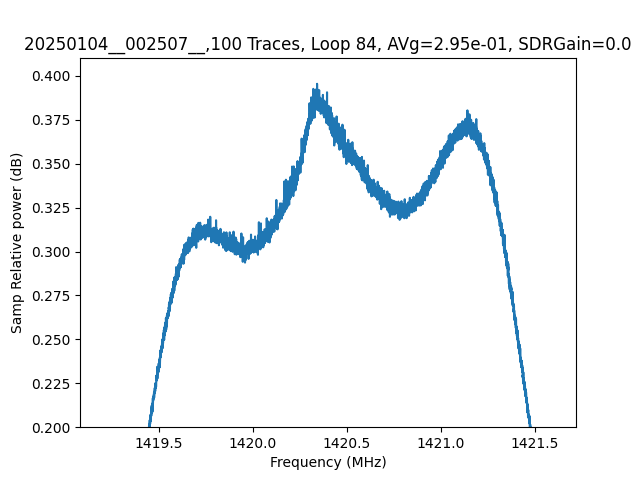 20250104__002507__,100 Traces, Loop 84, AVg=2.95e-01, SDRGain=0.0
0.400
0.375
0.350
0.325
0.300
0.275
0.250
0.225
0.200
Samp Relative power (dB)
1419.5 1420.0 1420.5 1421.0 1421.5
Frequency (MHz)